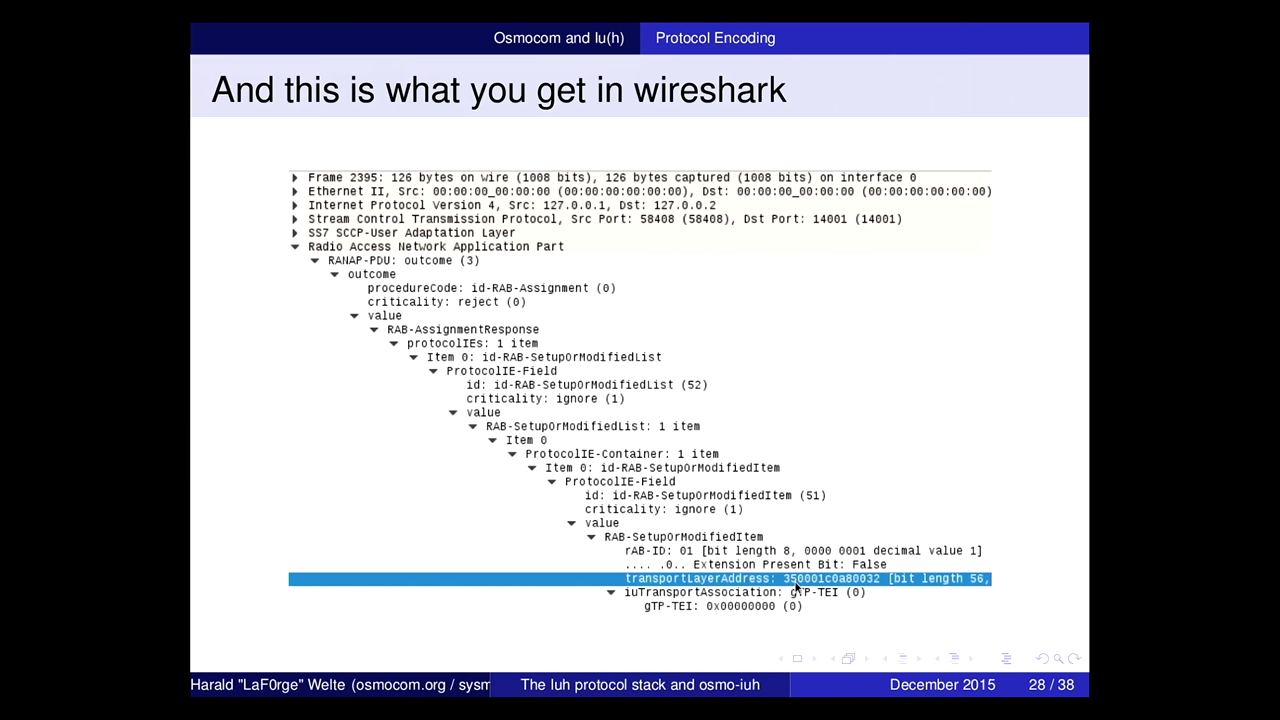 Osmocom and Iu(h) Protocol Encoding
And this is what you get in wireshark
Frame 2395: 126 bytes on wire (1008 bits), 126 bytes captured (1008 bits) on interface 0
Ethernet II, Src: 00:00:00_00:00:00 (00:00:00:00:00:00), Dst: 00:00:00_00:00:00 (00:00:00:00:00:00)
Internet Protocol Version 4, Src: 127.0.0.1, Dst: 127.0.0.2
Stream Control Transmission Protocol, Src Port: 58408 (58408), Dst Port: 14001 (14001)
SS7 SCCP-User Adaptation Layer
Radio Access Network Application Part
RANAP-PDU: outcome (3)
outcome
procedureCode: id-RAB-Assignment (0)
criticality: reject (0)
value
RAB-AssignmentResponse
protocolIEs: 1 item
Item 0: id-RAB-SetupOrModifiedList
ProtocolIE-Field
id: id-RAB-SetupOrModifiedList (52)
criticality: ignore (1)
value
RAB-SetupOrModifiedList: 1 item
Item 0
ProtocolIE-Container: 1 item
Item 0: id-RAB-SetupOrModifiedItem
ProtocolIE-Field
id: id-RAB-SetupOrModifiedItem (51)
criticality: ignore (1)
value
RAB-SetupOrModifiedItem
rAB-ID: 01 [bit length 8, 0000 0001 decimal value 1]
.... .0.. Extension Present Bit: False
transportLayerAddress: 350001c0a80032 [bit length 56,
iuTransportAssociation: gTP-TEI (0)
gTP-TEI: 0x00000000 (0)
Harald "LaF0rge" Welte (osmocom.org / sysm The Iuh protocol stack and osmo-iuh December 2015 28 / 38